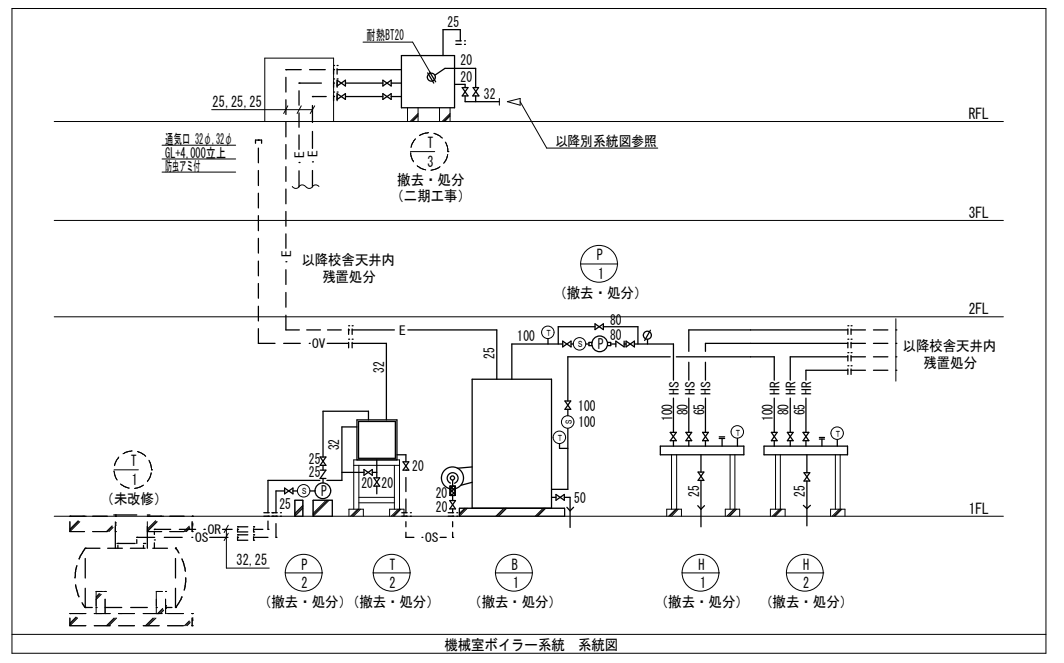 25
耐熱BT20
20
20
32
25,25,25
RFL
以降別系統図参照
通気口 32φ,32φ
GL+4,000立上
防虫アミ付
T
3
撤去・処分
(二期工事)
E
E
3FL
E
以降校舎天井内
残置処分
P
1
(撤去・処分)
2FL
E
OV
25
32
100
T
80
S
P
80
以降校舎天井内
残置処分
HS
HS
HS
HR
HR
HR
100
80
65
100
80
65
100
S
100
T
T
T
T
1
(未改修)
32
25
25
20
S
P
25
20
20
20
20
50
25
25
1FL
OR
OS
E
E
OS
32,25
P
2
(撤去・処分)
T
2
(撤去・処分)
B
1
(撤去・処分)
H
1
(撤去・処分)
H
2
(撤去・処分)
機械室ボイラー系統 系統図